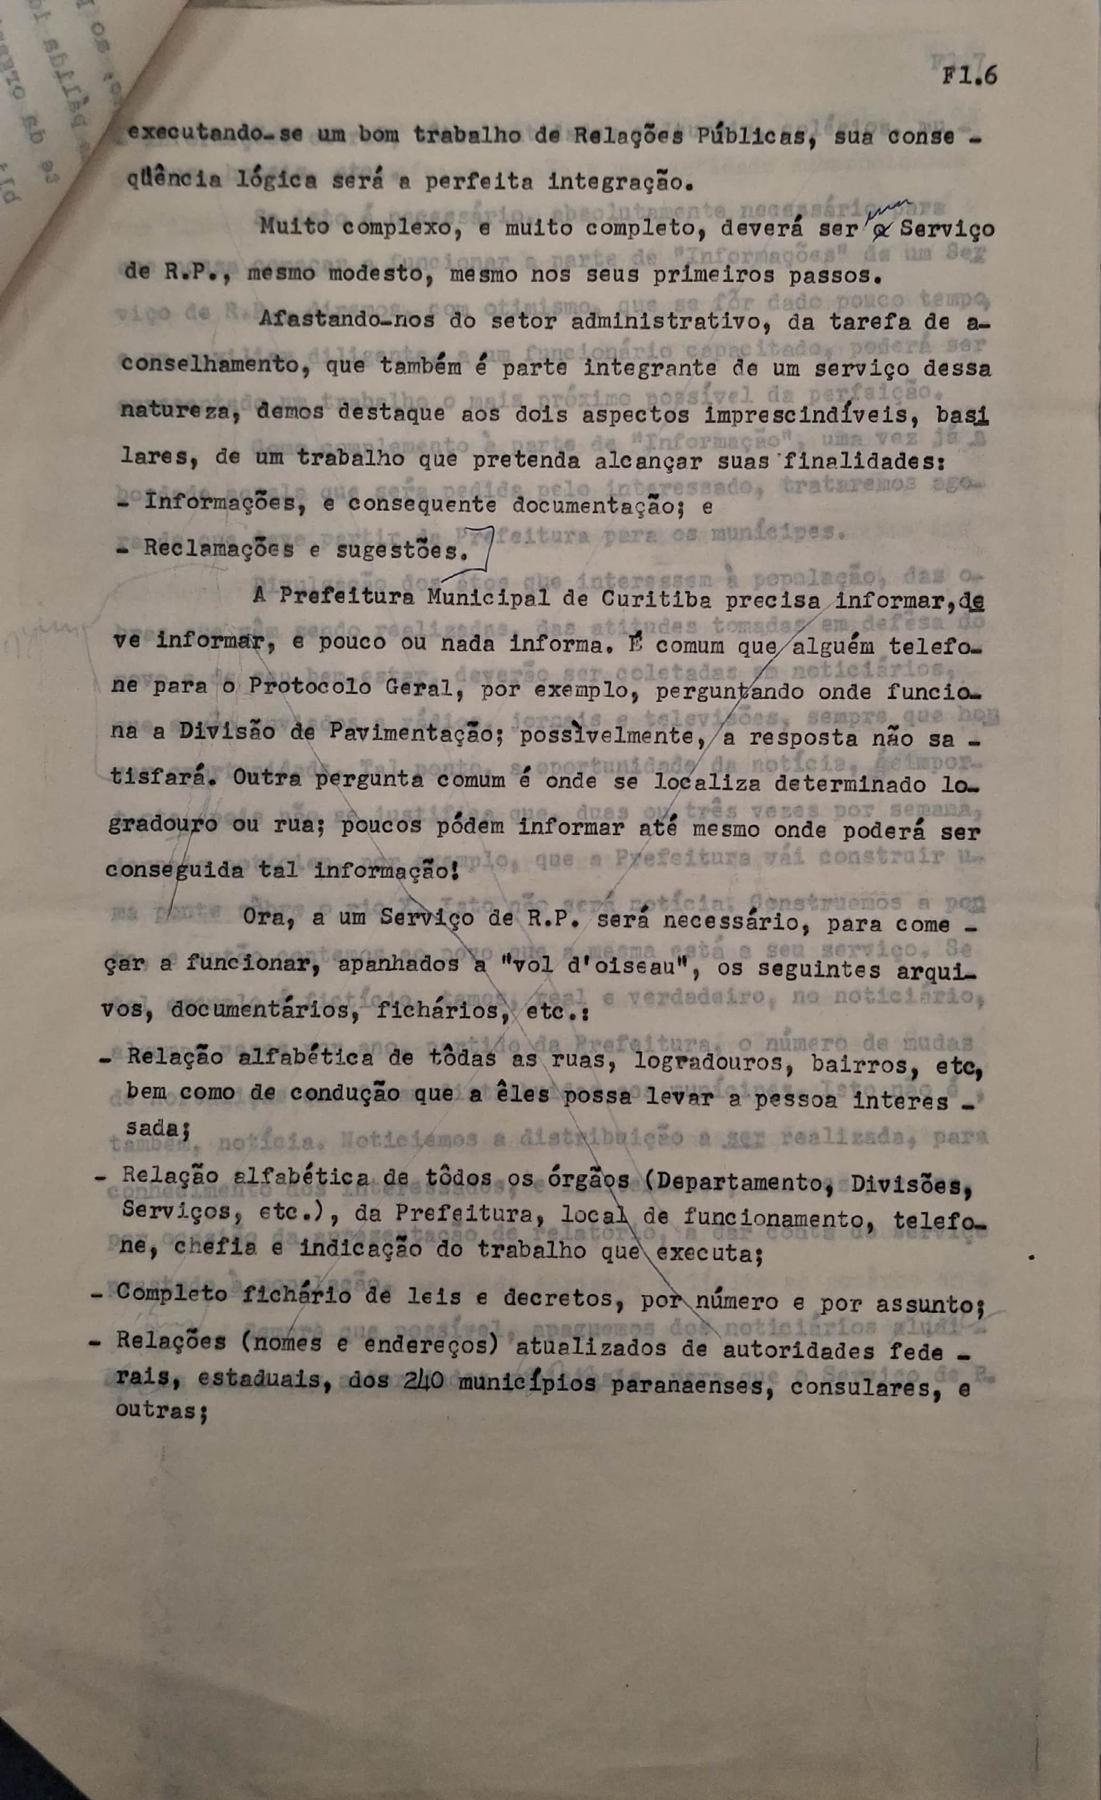 Fl.6
executando-se um bom trabalho de Relações Públicas, sua conse -
qüência lógica será a perfeita integração.
Muito complexo, e muito completo, deverá ser um Serviço
de R.P., mesmo modesto, mesmo nos seus primeiros passos.
Afastando-nos do setor administrativo, da tarefa de a-
conselhamento, que também é parte integrante de um serviço dessa
natureza, demos destaque aos dois aspectos imprescindíveis, basi
lares, de um trabalho que pretenda alcançar suas finalidades:
- Informações, e consequente documentação; e
- Reclamações e sugestões.
A Prefeitura Municipal de Curitiba precisa informar,de
ve informar, e pouco ou nada informa. É comum que alguém telefo-
ne para o Protocolo Geral, por exemplo, perguntando onde funcio-
na a Divisão de Pavimentação; possìvelmente, a resposta não sa -
tisfará. Outra pergunta comum é onde se localiza determinado lo-
gradouro ou rua; poucos pódem informar até mesmo onde poderá ser
conseguida tal informação!
Ora, a um Serviço de R.P. será necessário, para come -
çar a funcionar, apanhados a "vol d'oiseau", os seguintes arqui-
vos, documentários, fichários, etc.:
- Relação alfabética de tôdas as ruas, logradouros, bairros, etc,
bem como de condução que a êles possa levar a pessoa interes -
sada;
- Relação alfabética de tôdos os órgãos (Departamento, Divisões,
Serviços, etc.), da Prefeitura, local de funcionamento, telefo-
ne, chefia e indicação do trabalho que executa;
- Completo fichário de leis e decretos, por número e por assunto;
- Relações (nomes e endereços) atualizados de autoridades fede -
rais, estaduais, dos 240 municípios paranaenses, consulares, e
outras;